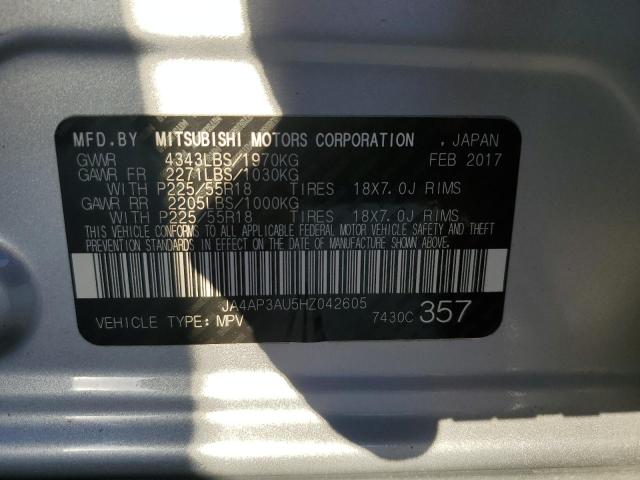 MFD.BY MITSUBISHI MOTORS CORPORATION , JAPAN
GVWR 4343LBS/1970KG FEB 2017
GAWR FR 2271LBS/1030KG
WITH P225/55R18 TIRES 18X7.0J RIMS
GAWR RR 2205LBS/1000KG
WITH P225 55R18 TIRES 18X7.0J RIMS
THIS VEHICLE CONFORMS TO ALL APPLICABLE FEDERAL MOTOR VEHICLE SAFETY AND THEFT
PREVENTION STANDARDS IN EFFECT ON THE DATE OF MANUFACTURE SHOWN ABOVE.
JA4AP3AU5HZ042605
VEHICLE TYPE: MPV 7430C 357